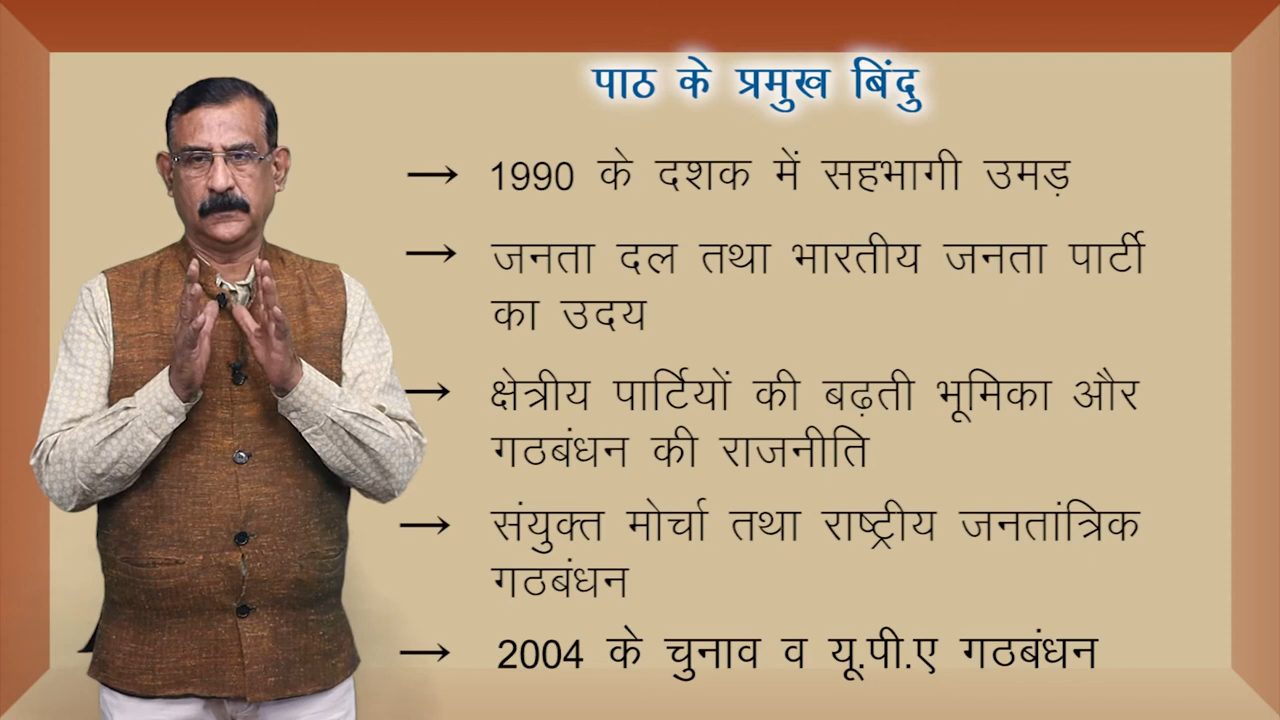 पाठ के प्रमुख बिंदु
→ 1990 के दशक में सहभागी उमड़
→ जनता दल तथा भारतीय जनता पार्टी
का उदय
→ क्षेत्रीय पार्टियों की बढ़ती भूमिका और
गठबंधन की राजनीति
→ संयुक्त मोर्चा तथा राष्ट्रीय जनतांत्रिक
गठबंधन
→ 2004 के चुनाव व यू.पी.ए गठबंधन